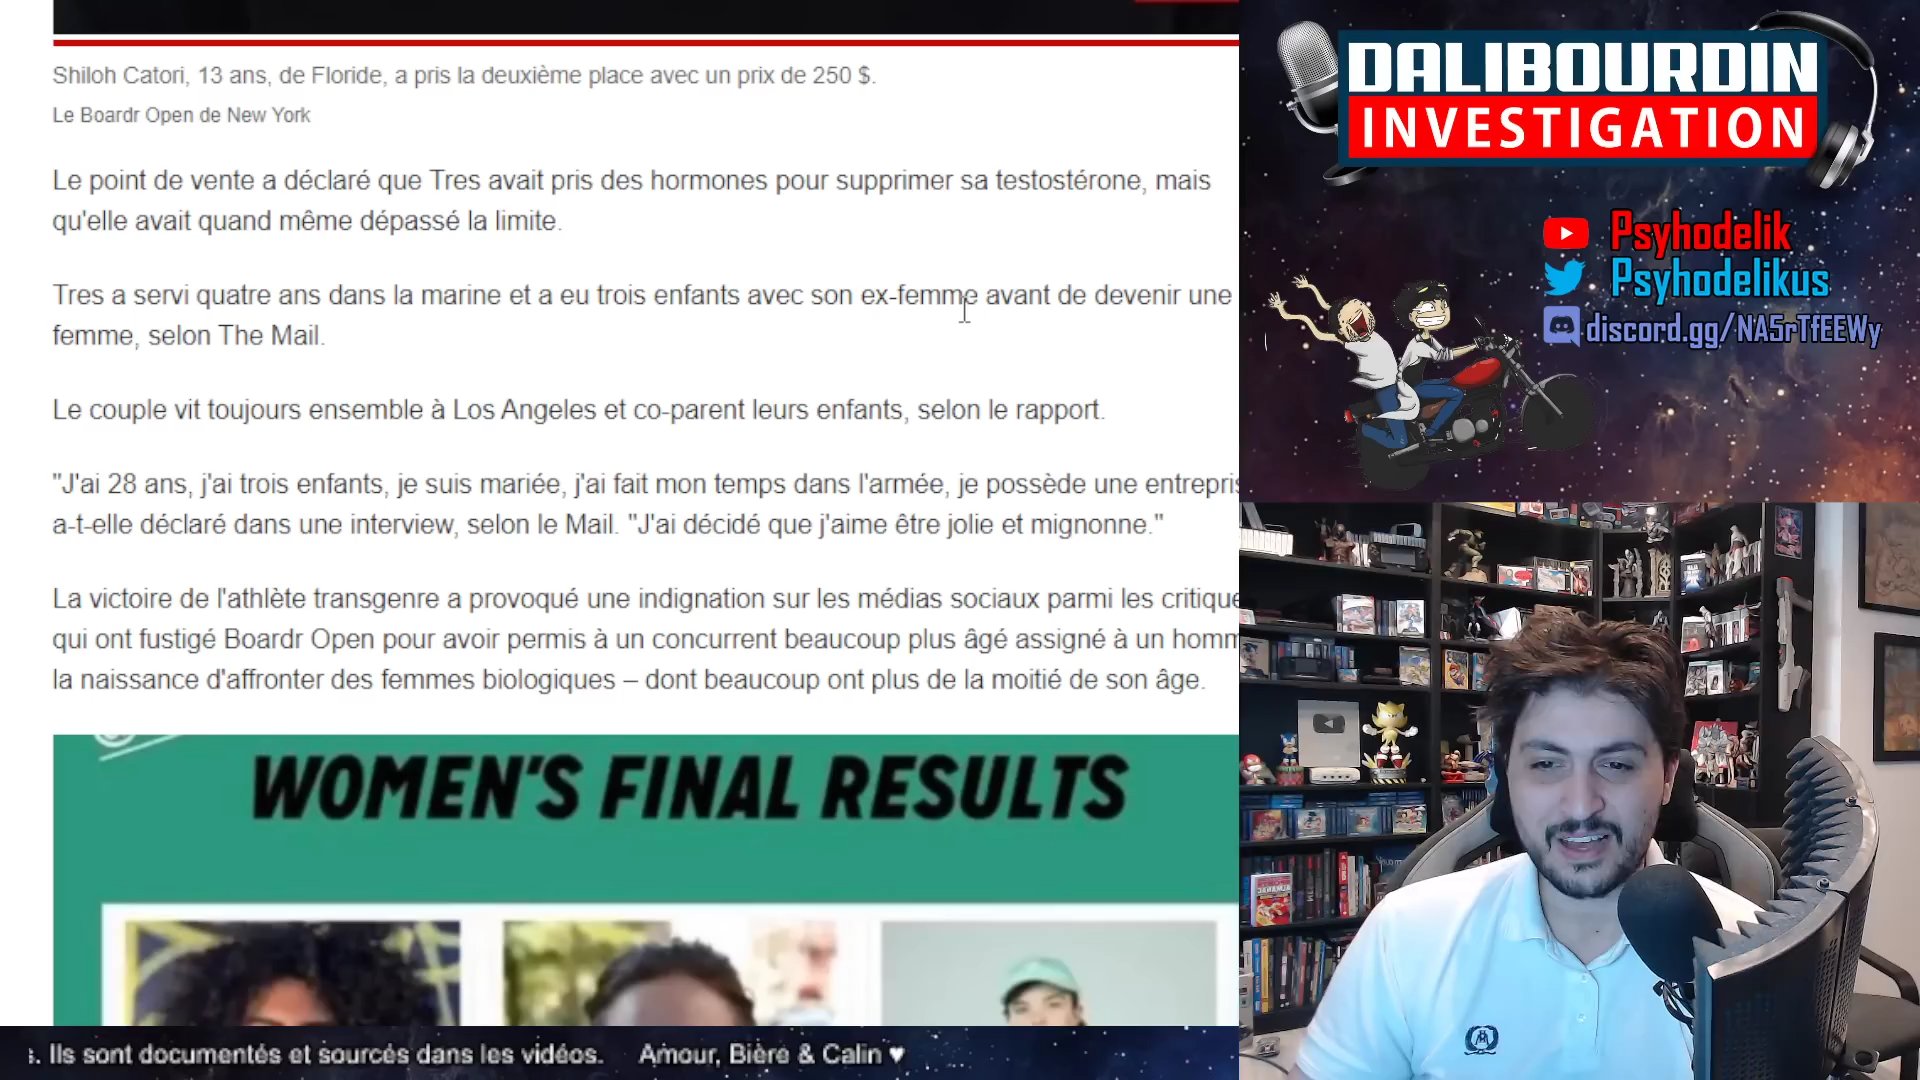 Shiloh Catori, 13 ans, de Floride, a pris la deuxième place avec un prix de 250 $.
Le Boardr Open de New York
Le point de vente a déclaré que Tres avait pris des hormones pour supprimer sa testostérone, mais
qu'elle avait quand même dépassé la limite.
Tres a servi quatre ans dans la marine et a eu trois enfants avec son ex-femme avant de devenir une
femme, selon The Mail.
Le couple vit toujours ensemble à Los Angeles et co-parent leurs enfants, selon le rapport.
"J'ai 28 ans, j'ai trois enfants, je suis mariée, j'ai fait mon temps dans l'armée, je possède une entrepris
a-t-elle déclaré dans une interview, selon le Mail. "J'ai décidé que j'aime être jolie et mignonne."
La victoire de l'athlète transgenre a provoqué une indignation sur les médias sociaux parmi les critique
qui ont fustigé Boardr Open pour avoir permis à un concurrent beaucoup plus âgé assigné à un homm
la naissance d'affronter des femmes biologiques – dont beaucoup ont plus de la moitié de son âge.
WOMEN'S FINAL RESULTS
DALIBOURDIN
INVESTIGATION
Psyhodelik
Psyhodelikus
discord.gg/NA5rTfEEWy
. Ils sont documentés et sourcés dans les vidéos. Amour, Bière & Calin ♥